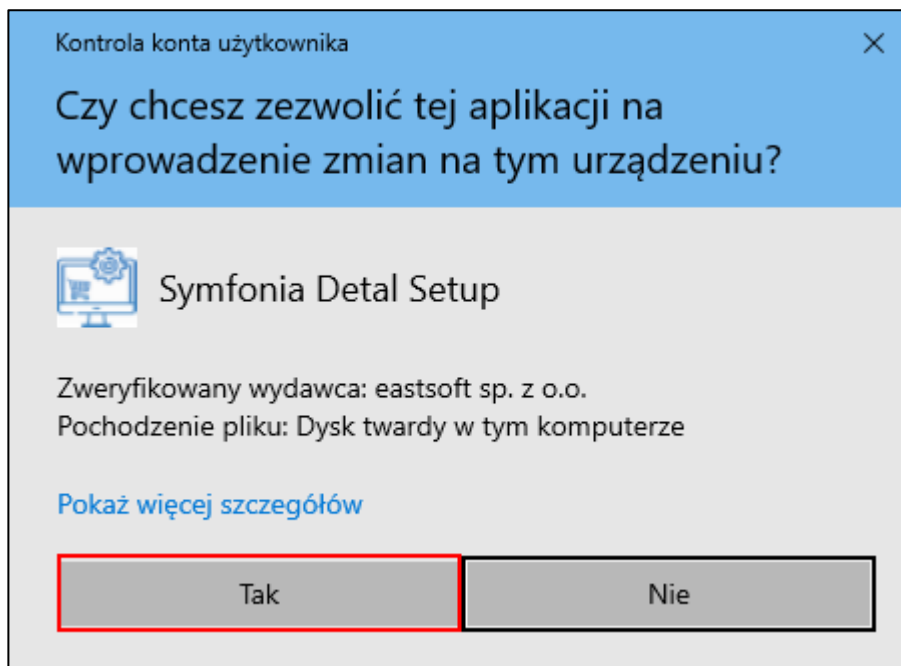 Kontrola konta użytkownika
Czy chcesz zezwolić tej aplikacji na
wprowadzenie zmian na tym urządzeniu?
Symfonia Detal Setup
Zweryfikowany wydawca: eastsoft sp. z o.o.
Pochodzenie pliku: Dysk twardy w tym komputerze
Pokaż więcej szczegółów
Tak
Nie